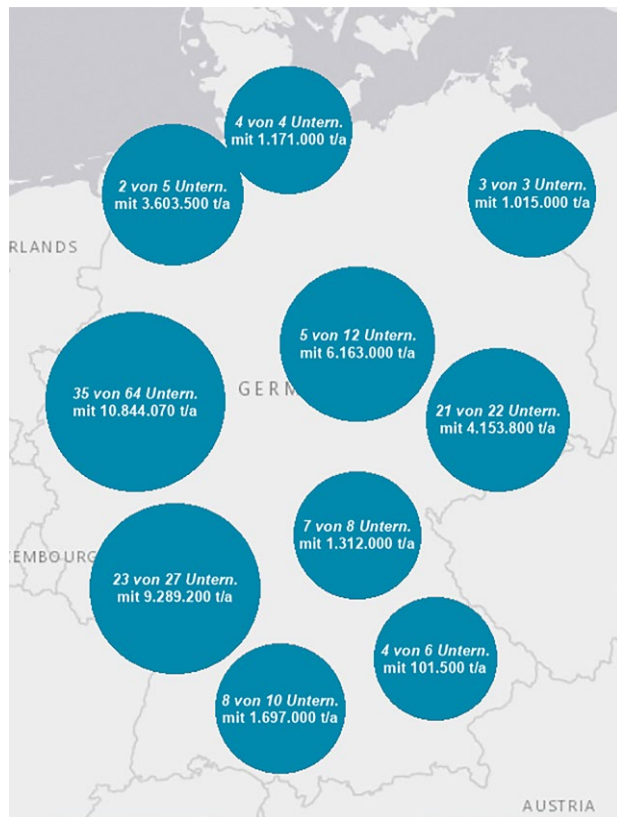 4 von 4 Untern.
mit 1.171.000 t/a
2 von 5 Untern.
mit 3.603.500 t/a
3 von 3 Untern.
mit 1.015.000 t/a
RLANDS
5 von 12 Untern.
mit 6.163.000 t/a
35 von 64 Untern.
mit 10.844.070 t/a
GERM
21 von 22 Untern.
mit 4.153.800 t/a
7 von 8 Untern.
mit 1.312.000 t/a
EMBOURG
23 von 27 Untern.
mit 9.289.200 t/a
4 von 6 Untern.
mit 101.500 t/a
8 von 10 Untern.
mit 1.697.000 t/a
AUSTRIA